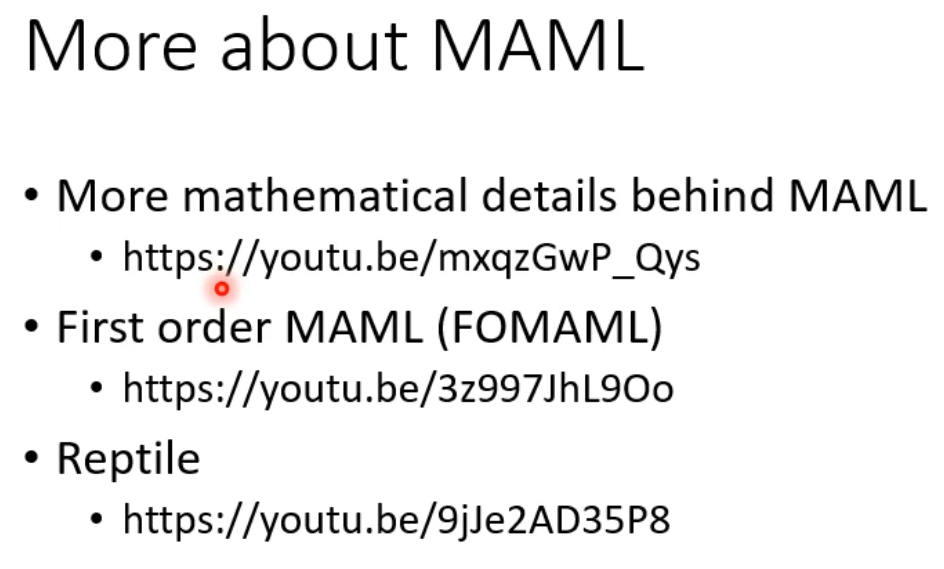 More about MAML
• More mathematical details behind MAML
• https://youtu.be/mxqzGwP_Qys
• First order MAML (FOMAML)
• https://youtu.be/3z997JhL9Oo
• Reptile
• https://youtu.be/9jJe2AD35P8